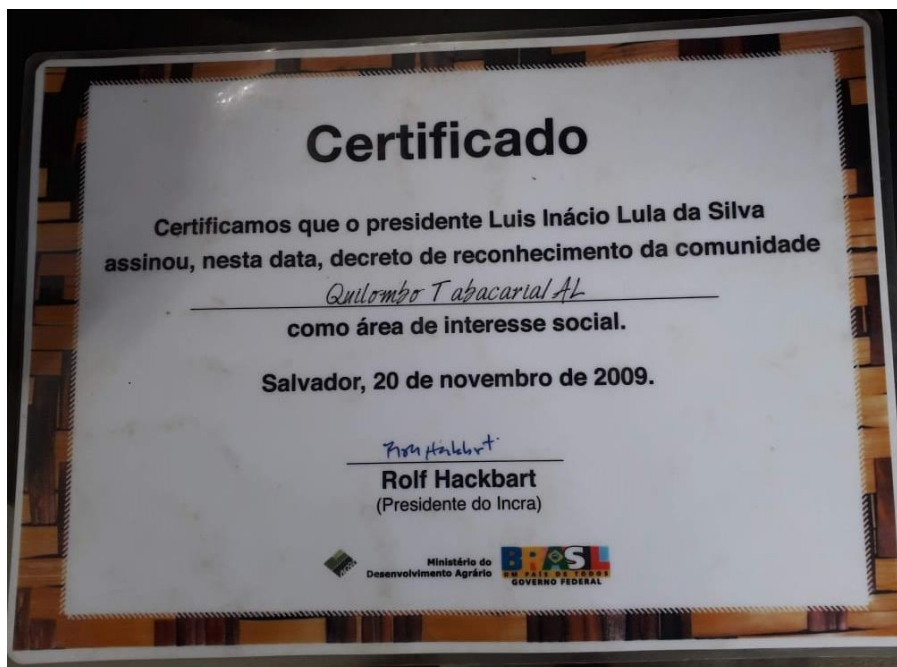 Certificado
Certificamos que o presidente Luis Inácio Lula da Silva
assinou, nesta data, decreto de reconhecimento da comunidade
Quilombo Tabacarial AL
como área de interesse social.
Salvador, 20 de novembro de 2009.
Rolf Hackbart
Rolf Hackbart
(Presidente do Incra)
Ministério do
Desenvolvimento Agrário
BRASIL
UM PAÍS DE TODOS
GOVERNO FEDERAL